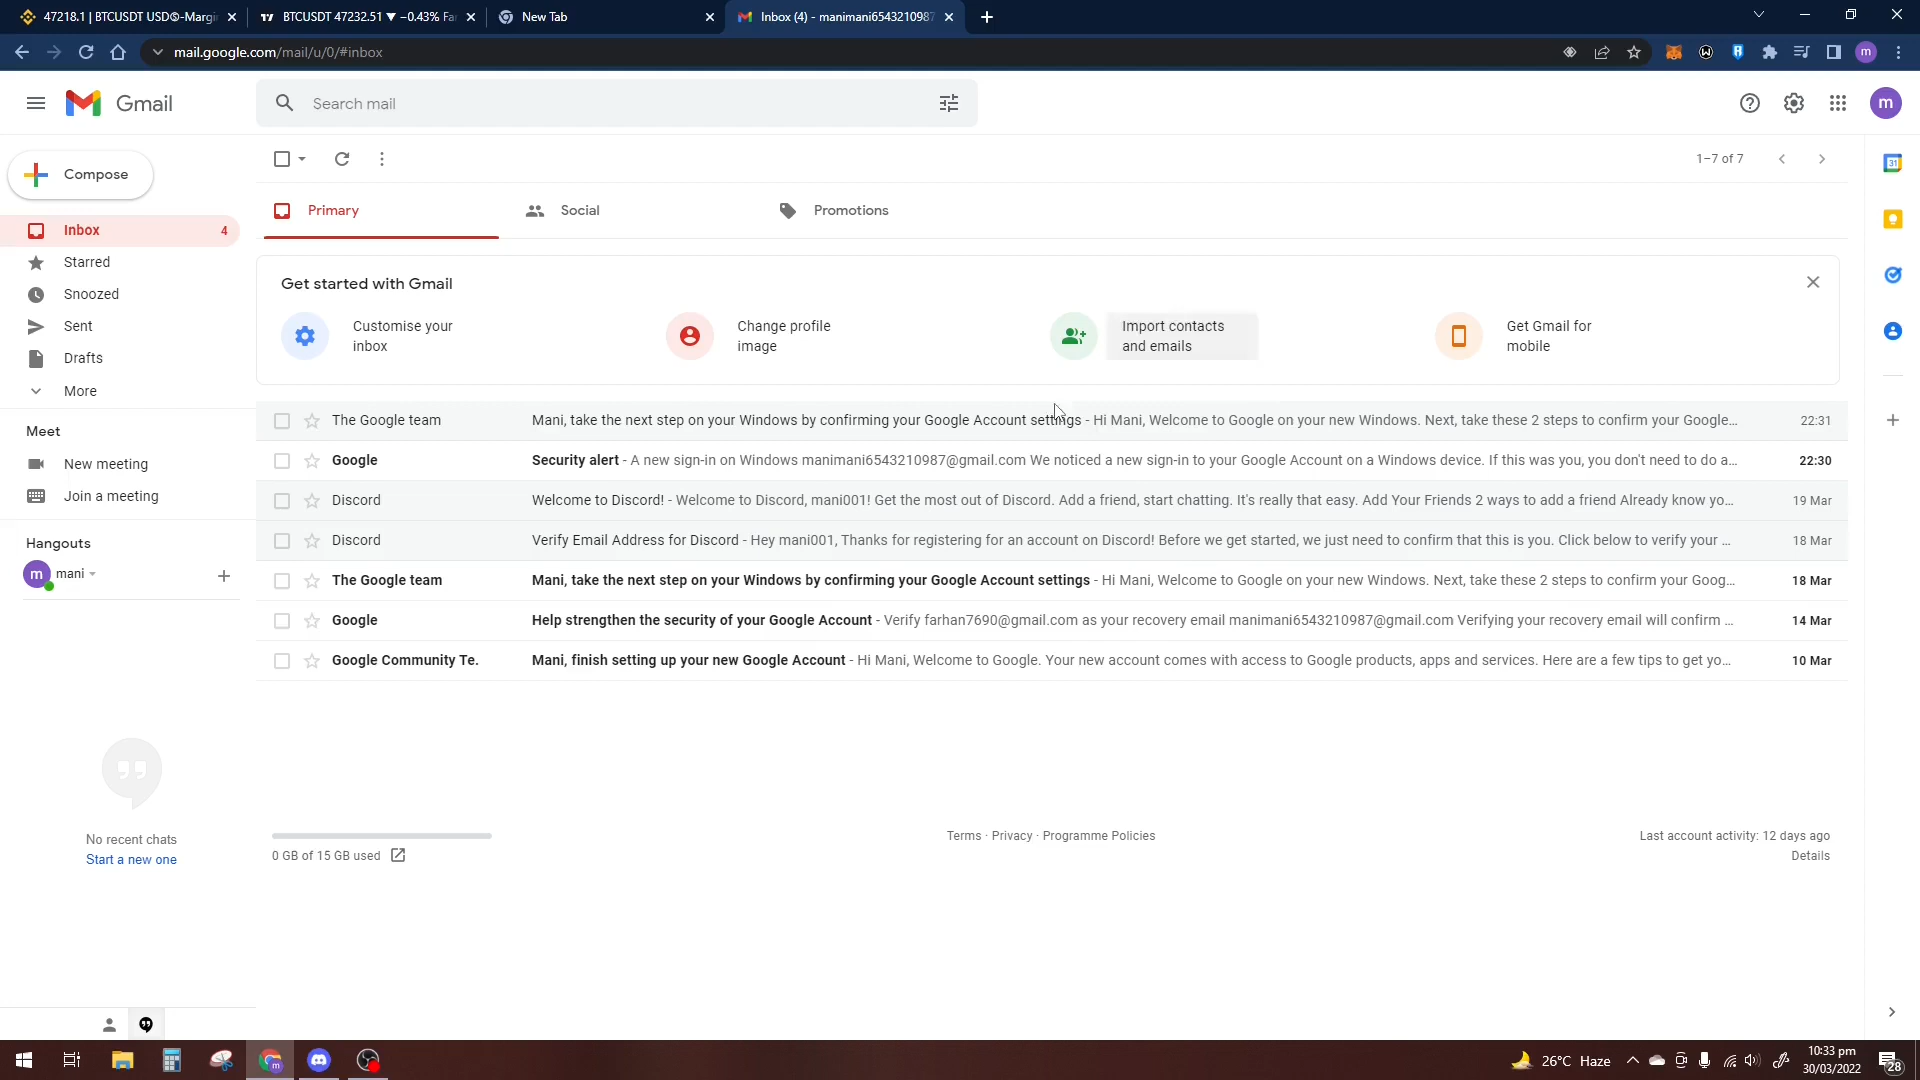 47218.1 | BTCUSDT USD©-Margi
BTCUSDT 47232.51 ▼ −0.43% Fa
New Tab
Inbox (4) - manimani6543210987
mail.google.com/mail/u/0/#inbox
m
Gmail
Search mail
m
Compose
1–7 of 7
31
Primary
Social
Promotions
Inbox
4
Starred
Snoozed
Sent
Drafts
More
Get started with Gmail
Customise your
inbox
Change profile
image
Import contacts
and emails
Get Gmail for
mobile
The Google team
Mani, take the next step on your Windows by confirming your Google Account settings - Hi Mani, Welcome to Google on your new Windows. Next, take these 2 steps to confirm your Google...
22:31
Google
Security alert - A new sign-in on Windows manimani6543210987@gmail.com We noticed a new sign-in to your Google Account on a Windows device. If this was you, you don't need to do a...
22:30
Discord
Welcome to Discord! - Welcome to Discord, mani001! Get the most out of Discord. Add a friend, start chatting. It's really that easy. Add Your Friends 2 ways to add a friend Already know yo...
19 Mar
Discord
Verify Email Address for Discord - Hey mani001, Thanks for registering for an account on Discord! Before we get started, we just need to confirm that this is you. Click below to verify your ...
18 Mar
The Google team
Mani, take the next step on your Windows by confirming your Google Account settings - Hi Mani, Welcome to Google on your new Windows. Next, take these 2 steps to confirm your Goog...
18 Mar
Google
Help strengthen the security of your Google Account - Verify farhan7690@gmail.com as your recovery email manimani6543210987@gmail.com Verifying your recovery email will confirm ...
14 Mar
Google Community Te.
Mani, finish setting up your new Google Account - Hi Mani, Welcome to Google. Your new account comes with access to Google products, apps and services. Here are a few tips to get yo...
10 Mar
Meet
New meeting
Join a meeting
Hangouts
m
mani
No recent chats
Start a new one
0 GB of 15 GB used
Terms · Privacy · Programme Policies
Last account activity: 12 days ago
Details
26°C Haze
10:33 pm
30/03/2022
28